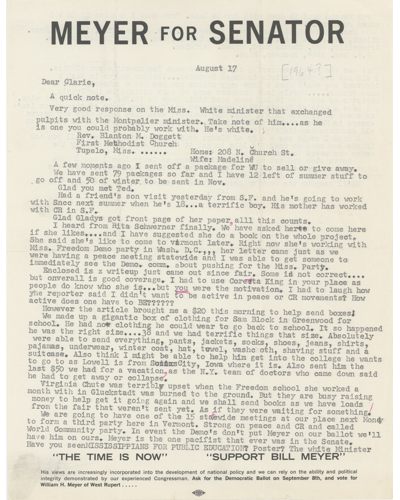 MEYER FOR SENATOR
August 17
[1964?]
Dear Clarie,
A quick note.
Very good response on the Miss. White minister that axchanged
pulpits with the Montpelier minister. Take note of him....as he
is one you could probably work with. He's white.
Rev. Blanton M. Doggett
First Methodist Church
Tupelo, Miss. ...... Home: 208 N. Church St.
Wife: Madeline
A few moments ago I sent off a package for WU to sell or give away.
We have sent 79 packages so far and I have 12 left of summer stuff to
go off and 50 of winter to be sent in Nov.
Glad you met Ted.
Had a friend's son visit yesterday from S.F. and he's going to work
with Sncc next summer when he's 18...a terrific boy. His mother has worked
with CR in S.F.
Glad Gladys got front page of her paper, all this counts.
I hear from Rita Schwerner finally. We have asked her to come here
if she likes....and I have suggested she do a book on the whole project.
She said she's like to come to Vermont later. Right now she's working with
Miss. Freedom Demo party in Wash. D.C.,,, her letter came just as we
were having a peace meeting statewide and I was able to get someone to
immediately see the Demo. comm. about pushing for the Miss. Party.
Enclosed is writeup just came out since fair. Some is not correct....
but onverall is good coverage. I had to use Coretta King in your place as
people do know who she is....but you were the motivation. I had to laugh how
the reporter said I didn't want to be active in peace or CR movements? How
active does one have to BE??????
However the article brought me a $20 this morning to help send boxes!
We made up a gigantic box of clothing for San Block in Greenwood for
school. He had no clothing he could wear to go back to school. It so happened
he was the right size....38 and we had terrific things that size. Absolutely
were able to send everything, pants, jackets, socks, shoes, jeans, shirts,
pajamas, underwear, winter coat, hat, towel, wash oth, shaving stuff and a
suitcase. Also think I might be able to help him get into the college he wants
to go to as Lowell is from City, Iowa where it is. Also sent him the
last $50 we had for a vacation, as the N.Y. team of doctors who came down said
he had to get away or collapse.
Virginia Chute was terribly upset when the Freedom school she worked a
month with in Gluckstadt was burned to the ground. But they are busy raising
money to help get it going again and we shall send books as we have loads
from the fair that weren't sent yet. As if they were waiting for something.
We are going to have one of the 15 statewide meetings at our place next Monday
to form a third party here in Vermont. Strong on peace and CR and called
World Community Party. In event the Demo's don't put Meyer on our ballot we'll
have him on ours. Meyer is the one pacifist that ever was in the Senate.
Have you seen MISSISSIPPIANS FOR PUBLIC EDUCATION? Poster? The white Minister
"THE TIME IS NOW" "SUPPORT BILL MEYER"
His views are increasingly incorporated into the development of national policy and we can rely on the ability and political
integrity demonstrated by our experienced Congressman. Ask for the Democratic Ballot on September 8th, and vote for
William H. Meyer of West Rupert .....